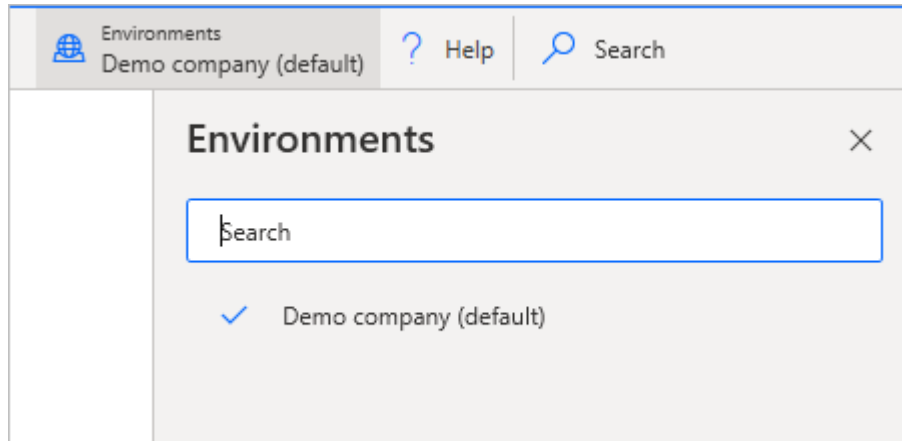 Environments
Demo company (default)
? Help
Search
Environments
Search
Demo company (default)